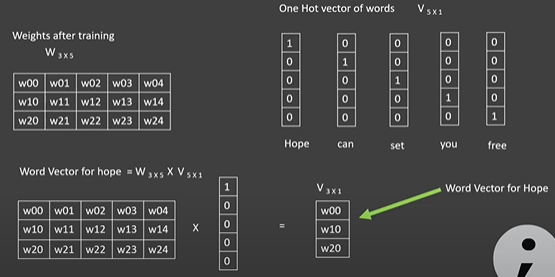 One Hot vector of words V 5 X 1
Weights after training
W 3 X 5
w00 w01 w02 w03 w04
w10 w11 w12 w13 w14
w20 w21 w22 w23 w24
1 0 0 0 0
0 1 0 0 0
0 0 1 0 0
0 0 0 1 0
0 0 0 0 1
Hope can set you free
Word Vector for hope = W 3 X 5 X V 5 X 1
w00 w01 w02 w03 w04
w10 w11 w12 w13 w14
w20 w21 w22 w23 w24
X
1
0
0
0
0
=
V 3 X 1
w00
w10
w20
Word Vector for Hope